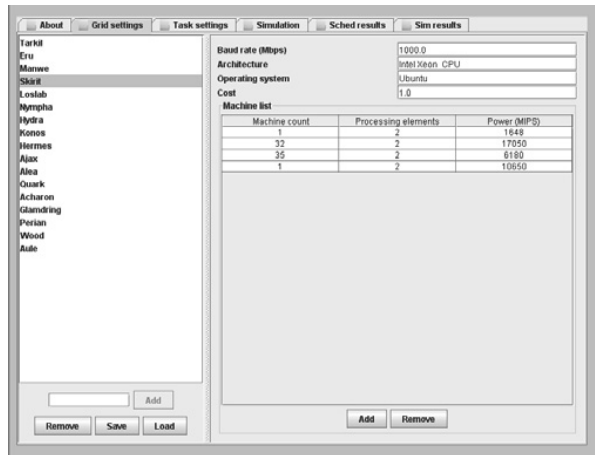 About Grid settings Task settings Simulation Sched results Sim results
Tarkil
Eru
Manwe
Skirit
Loslab
Nympha
Hydra
Konos
Hermes
Ajax
Alea
Quark
Acharon
Glamdring
Perian
Wood
Aule
Add
Remove Save Load
Baud rate (Mbps) 1000.0
Architecture Intel Xeon CPU
Operating system Ubuntu
Cost 1.0
Machine list
Machine count Processing elements Power (MIPS)
1 2 1648
32 2 17050
35 2 6180
1 2 10650
Add Remove